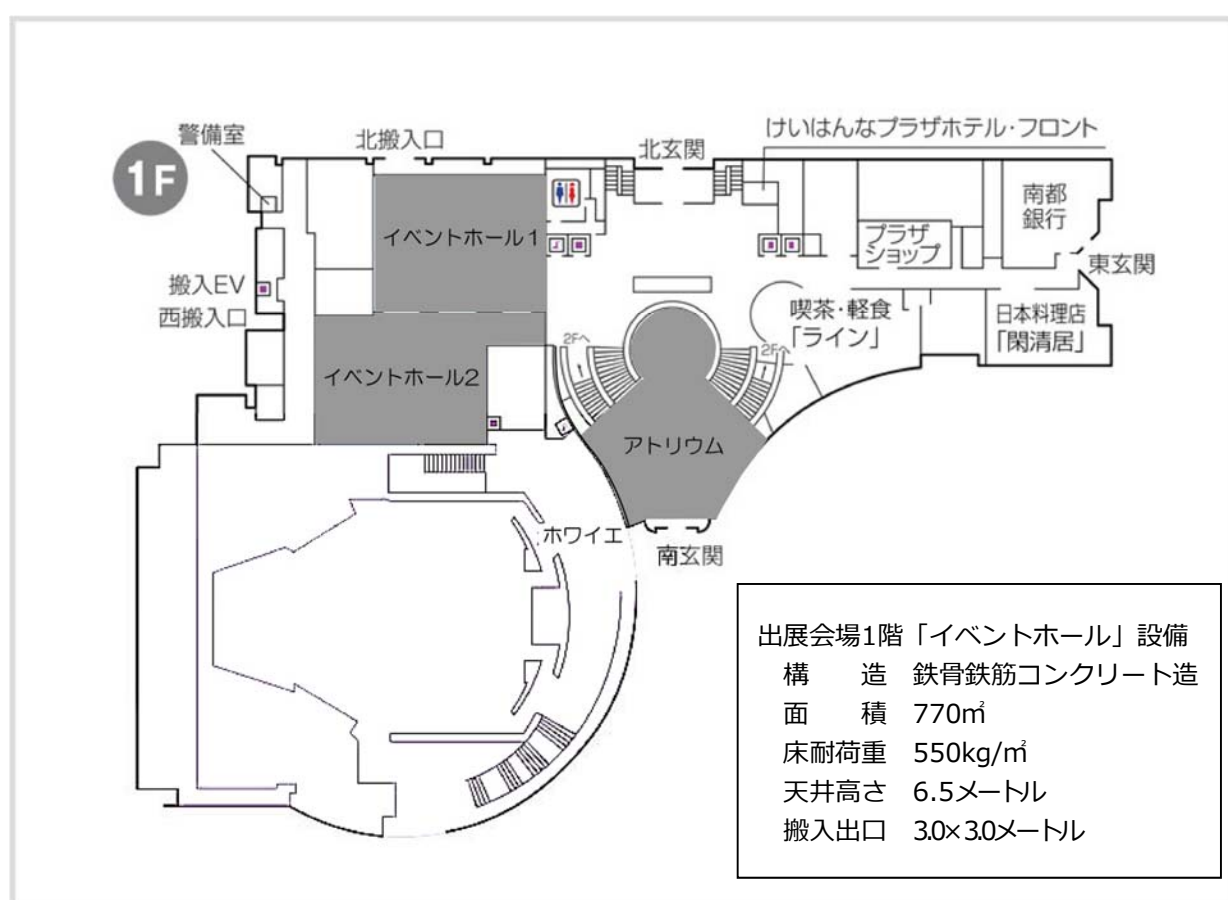 1F
警備室
北搬入口
北玄関
けいはんなプラザホテル・フロント
イベントホール1
南都
銀行
プラザ
ショップ
東玄関
搬入EV
西搬入口
喫茶・軽食
「ライン」
日本料理店
「閑清居」
2Fへ
2Fへ
イベントホール2
アトリウム
ホワイエ
南玄関
出展会場1階「イベントホール」設備
構　　造　鉄骨鉄筋コンクリート造
面　　積　770㎡
床耐荷重　550kg/㎡
天井高さ　6.5メートル
搬入出口　3.0×3.0メートル